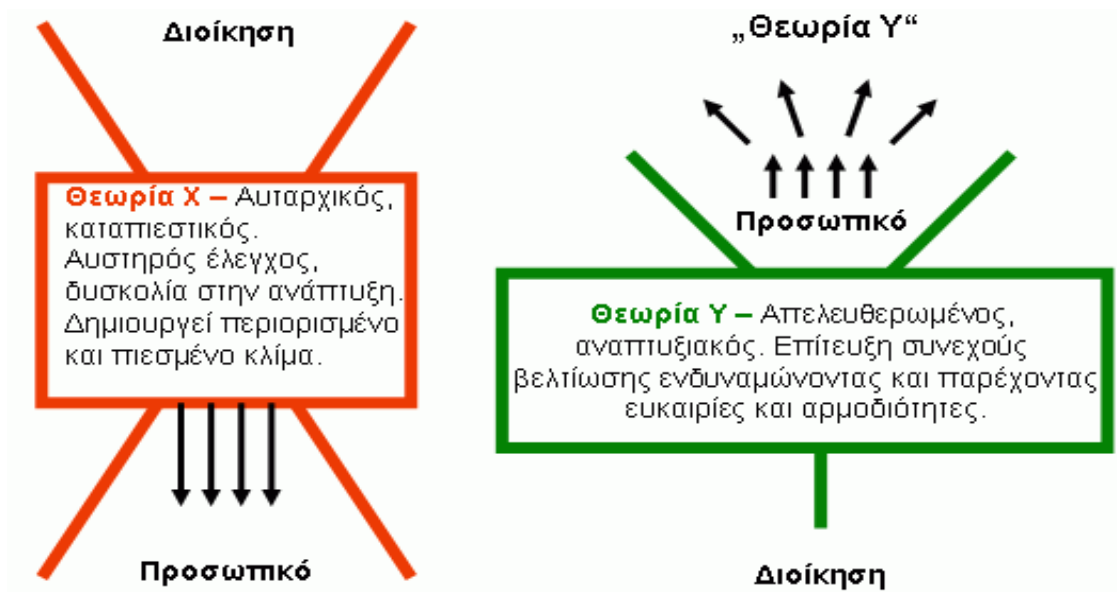 Διοίκηση
Θεωρία Χ – Αυταρχικός,
καταπιεστικός.
Αυστηρός έλεγχος,
δυσκολία στην ανάπτυξη.
Δημιουργεί περιορισμένο
και πιεσμένο κλίμα.
Προσωπικό
„Θεωρία Υ“
Προσωπικό
Θεωρία Υ – Απελευθερωμένος,
αναπτυξιακός. Επίτευξη συνεχούς
βελτίωσης ενδυναμώνοντας και παρέχοντας
ευκαιρίες και αρμοδιότητες.
Διοίκηση